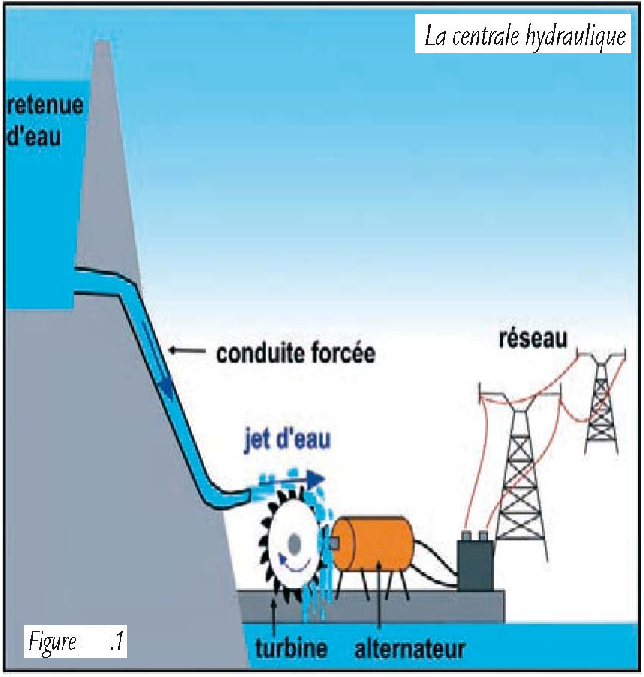 La centrale hydraulique
retenue
d'eau
conduite forcée
réseau
jet d'eau
turbine
alternateur
Figure .1